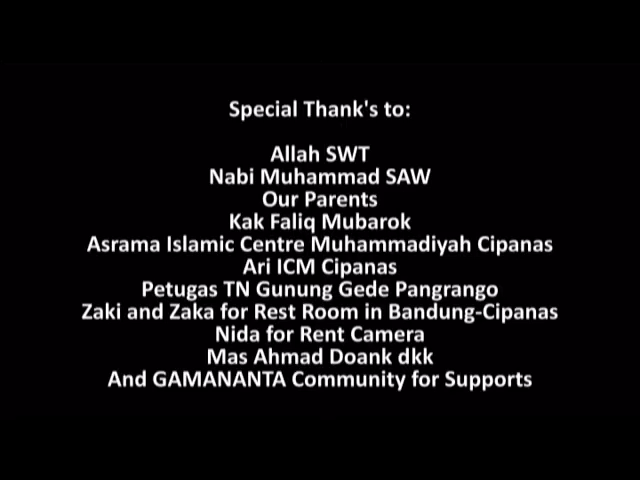 Special Thank's to:
Allah SWT
Nabi Muhammad SAW
Our Parents
Kak Faliq Mubarok
Asrama Islamic Centre Muhammadiyah Cipanas
Ari ICM Cipanas
Petugas TN Gunung Gede Pangrango
Zaki and Zaka for Rest Room in Bandung-Cipanas
Nida for Rent Camera
Mas Ahmad Doank dkk
And GAMANANTA Community for Supports